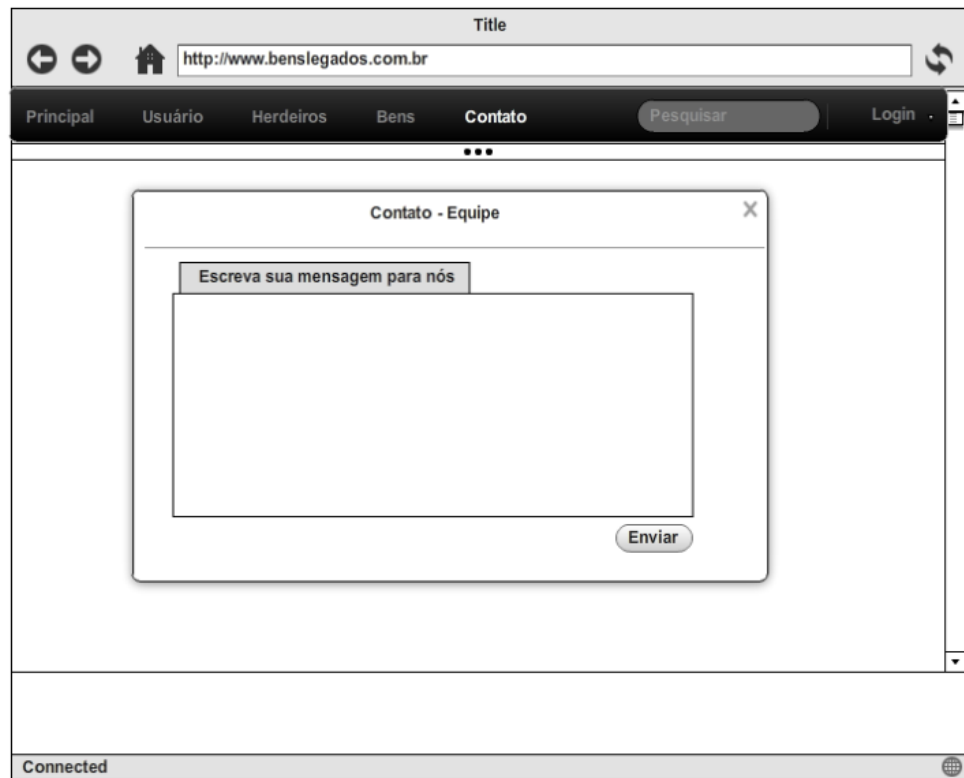 Title
http://www.benslegados.com.br
Principal Usuário Herdeiros Bens Contato Pesquisar Login
Contato - Equipe
Escreva sua mensagem para nós
Enviar
Connected